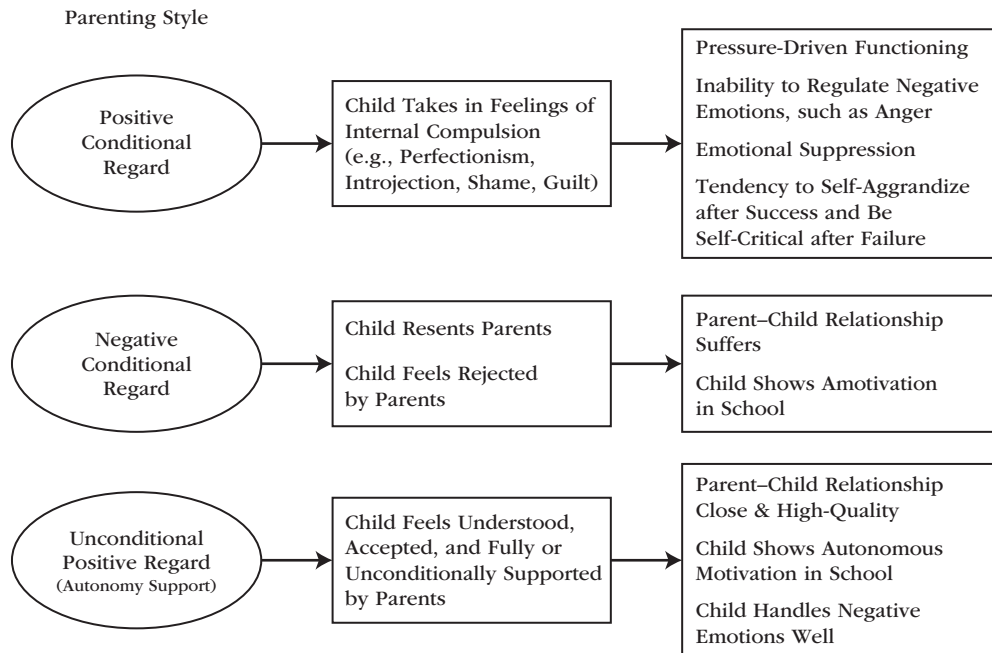 Parenting Style
Positive
Conditional
Regard
Child Takes in Feelings of
Internal Compulsion
(e.g., Perfectionism,
Introjection, Shame, Guilt)
Pressure-Driven Functioning
Inability to Regulate Negative
Emotions, such as Anger
Emotional Suppression
Tendency to Self-Aggrandize
after Success and Be
Self-Critical after Failure
Negative
Conditional
Regard
Child Resents Parents
Child Feels Rejected
by Parents
Parent–Child Relationship
Suffers
Child Shows Amotivation
in School
Unconditional
Positive Regard
(Autonomy Support)
Child Feels Understood,
Accepted, and Fully or
Unconditionally Supported
by Parents
Parent–Child Relationship
Close & High-Quality
Child Shows Autonomous
Motivation in School
Child Handles Negative
Emotions Well